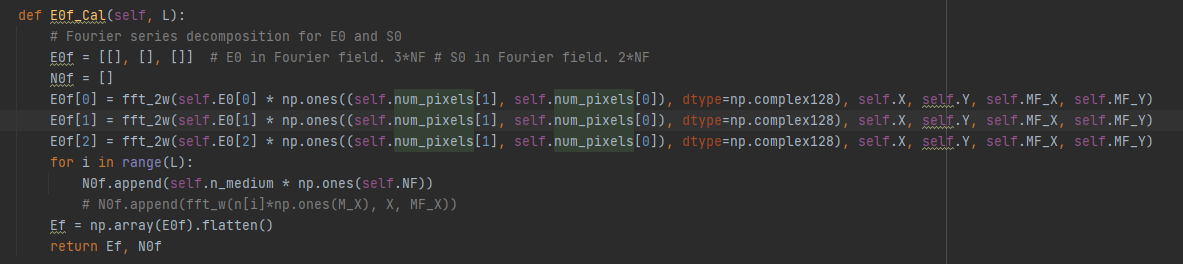 def E0f_Cal(self, L):
    # Fourier series decomposition for E0 and S0
    E0f = [[], [], []]  # E0 in Fourier field. 3*NF # S0 in Fourier field. 2*NF
    N0f = []
    E0f[0] = fft_2w(self.E0[0] * np.ones((self.num_pixels[1], self.num_pixels[0]), dtype=np.complex128), self.X, self.Y, self.MF_X, self.MF_Y)
    E0f[1] = fft_2w(self.E0[1] * np.ones((self.num_pixels[1], self.num_pixels[0]), dtype=np.complex128), self.X, self.Y, self.MF_X, self.MF_Y)
    E0f[2] = fft_2w(self.E0[2] * np.ones((self.num_pixels[1], self.num_pixels[0]), dtype=np.complex128), self.X, self.Y, self.MF_X, self.MF_Y)
    for i in range(L):
        N0f.append(self.n_medium * np.ones(self.NF))
        # N0f.append(fft_w(n[i]*np.ones(M_X), X, MF_X))
    Ef = np.array(E0f).flatten()
    return Ef, N0f